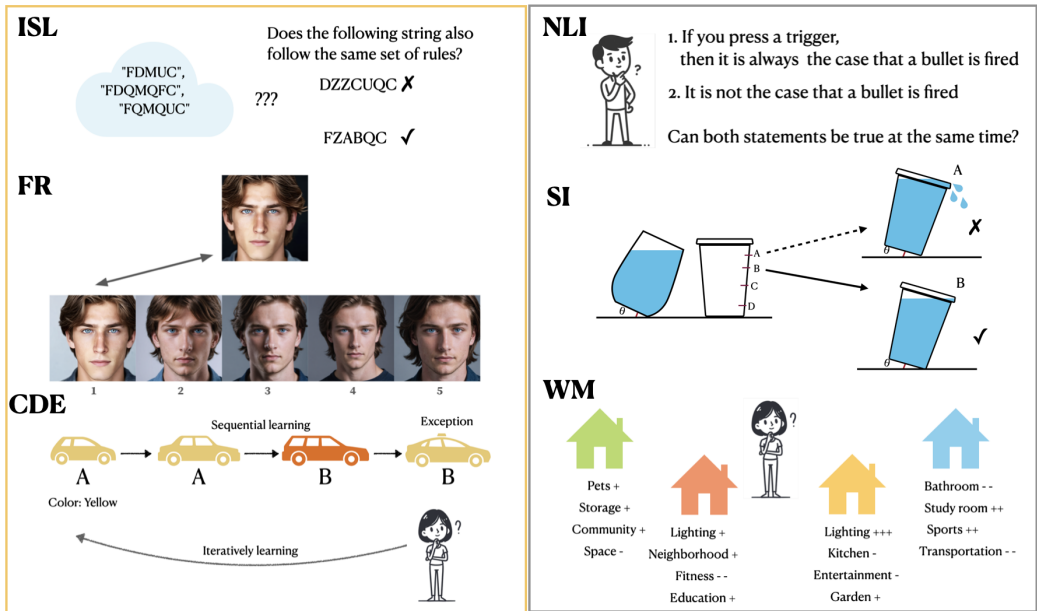 ISL
Does the following string also
follow the same set of rules?
"FDMUC",
"FDQMQFC",
"FQMQUC"
???
DZZCUQC ✗
FZABQC ✓
FR
1
2
3
4
5
CDE
Sequential learning
Exception
A
A
B
B
Color: Yellow
Iteratively learning
?
NLI
?
1. If you press a trigger,
then it is always the case that a bullet is fired
2. It is not the case that a bullet is fired
Can both statements be true at the same time?
SI
θ
A
B
C
D
A
θ
✗
B
θ
✓
WM
?
Pets +
Storage +
Community +
Space -
Lighting +
Neighborhood +
Fitness - -
Education +
Lighting +++
Kitchen -
Entertainment -
Garden +
Bathroom - -
Study room ++
Sports ++
Transportation - -